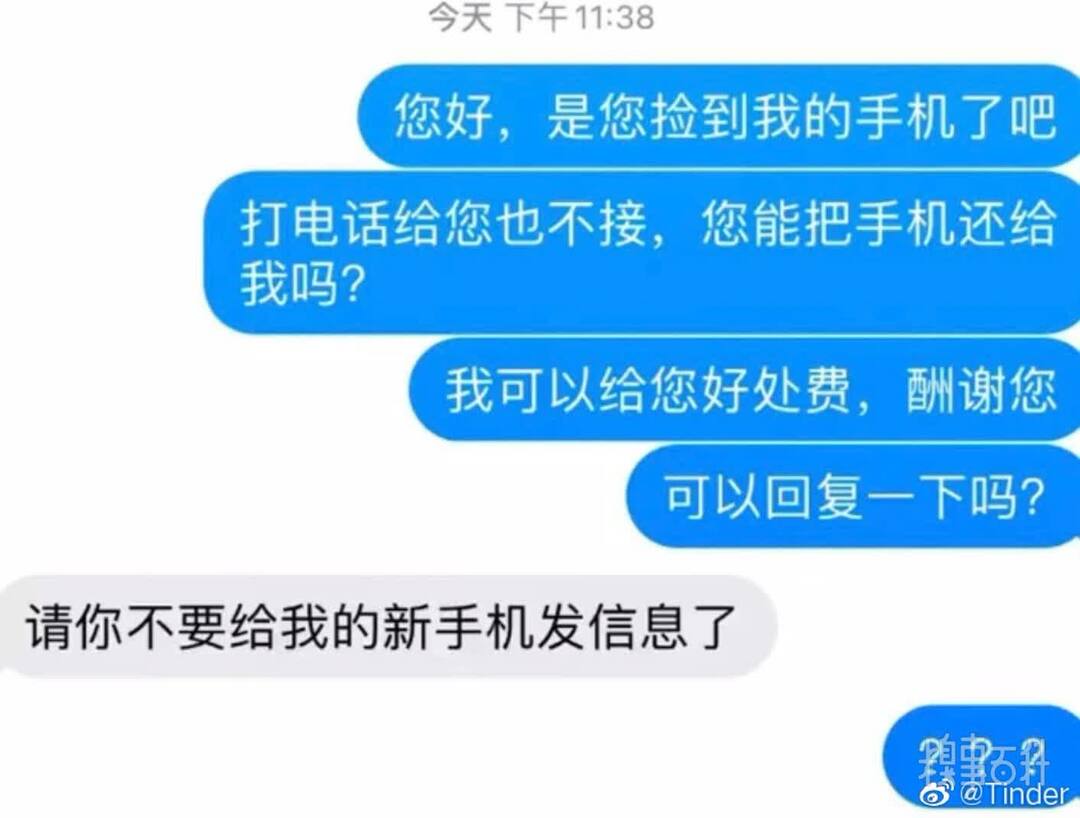 今天 下午 11:38
您好，是您捡到我的手机了吧
打电话给您也不接，您能把手机还给
我吗？
我可以给您好处费，酬谢您
可以回复一下吗？
请你不要给我的新手机发信息了
？？？
@Tinder